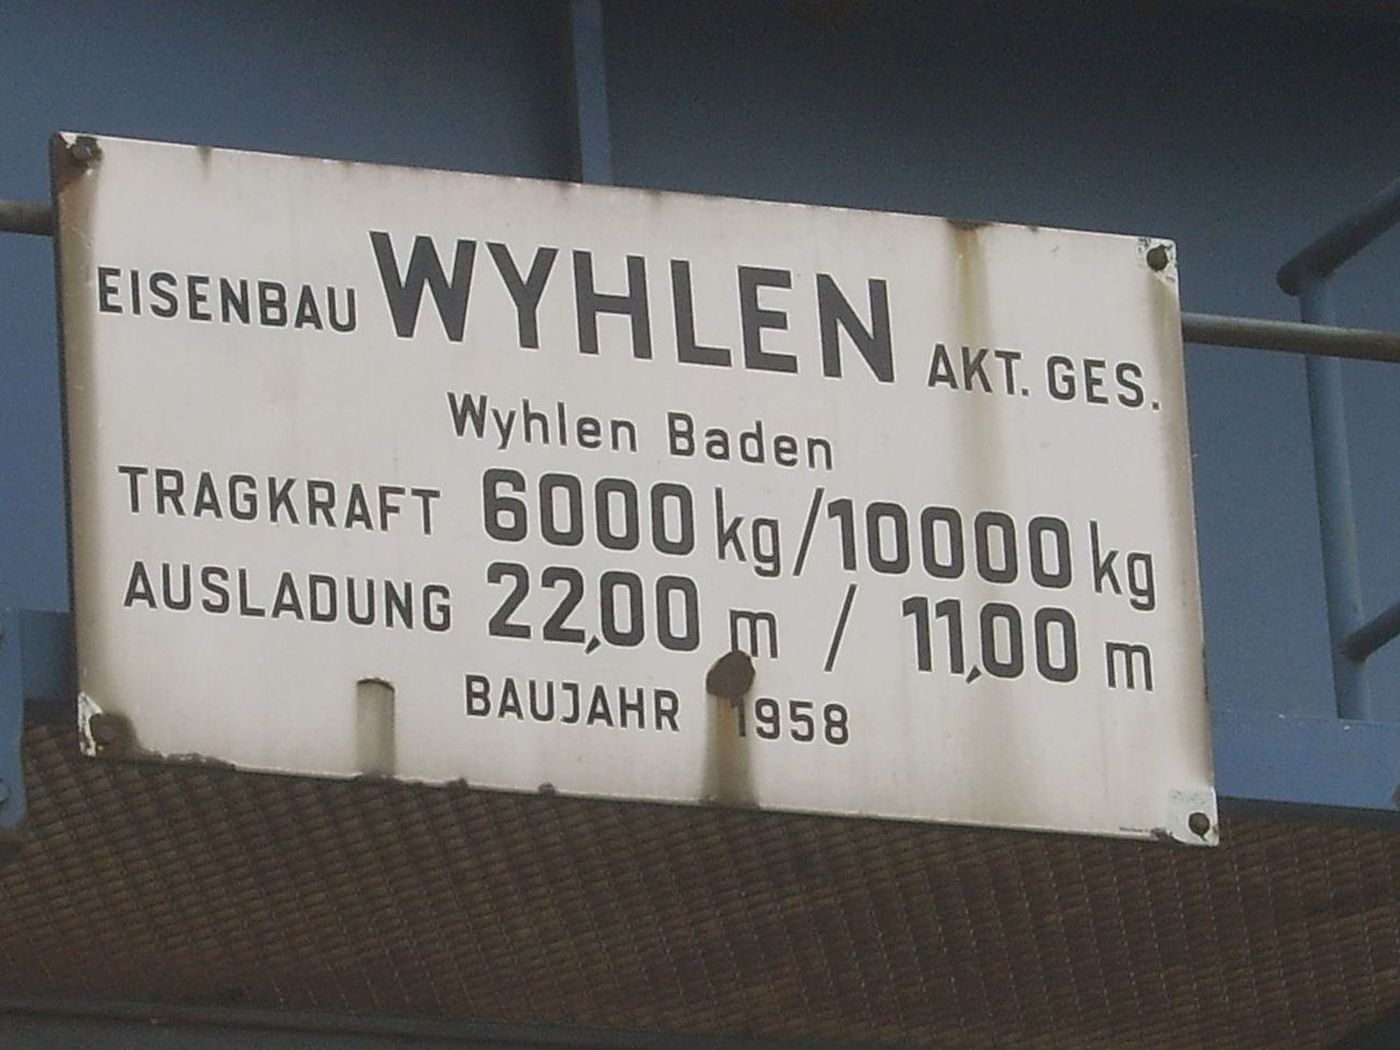 EISENBAU WYHLEN AKT. GES.
Wyhlen Baden
TRAGKRAFT 6000 kg/10000 kg
AUSLADUNG 22,00 m / 11,00 m
BAUJAHR 1958